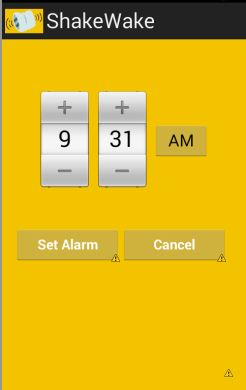 ShakeWake
+ +
9 31 AM
- -
Set Alarm Cancel